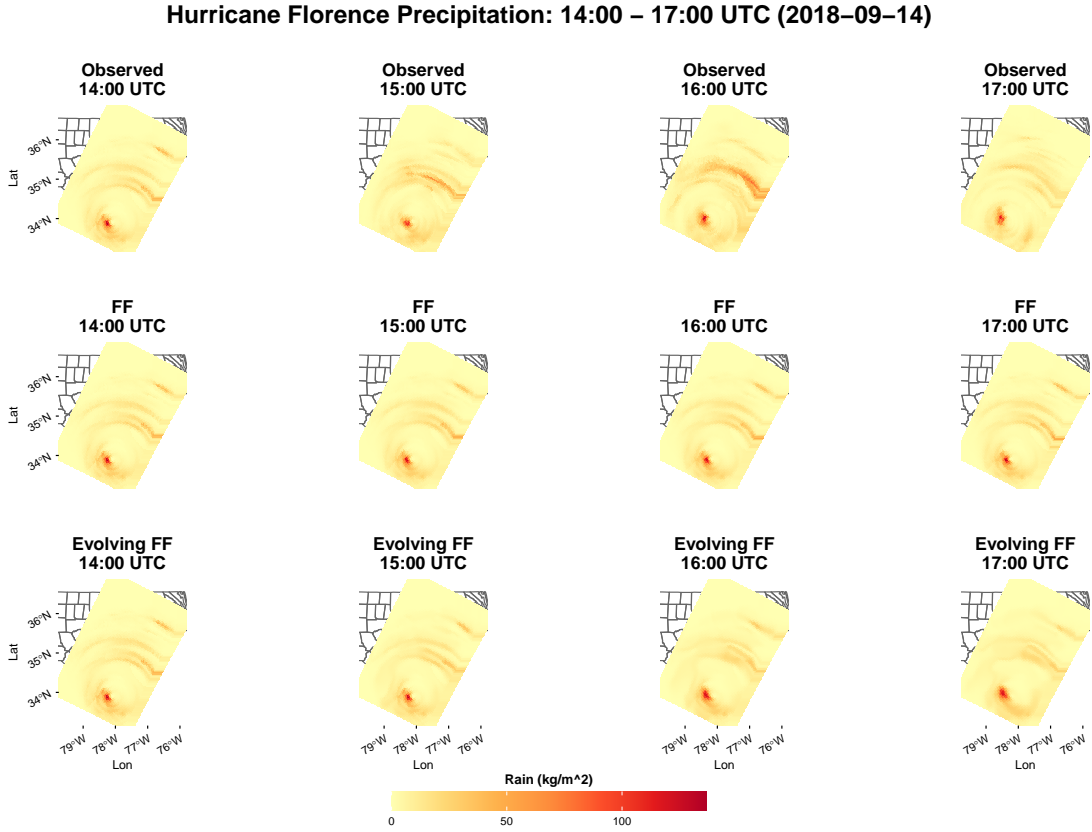 Hurricane Florence Precipitation: 14:00 − 17:00 UTC (2018−09−14)
Observed
14:00 UTC
Observed
15:00 UTC
Observed
16:00 UTC
Observed
17:00 UTC
36°N
35°N
34°N
Lat
FF
14:00 UTC
FF
15:00 UTC
FF
16:00 UTC
FF
17:00 UTC
36°N
35°N
34°N
Lat
Evolving FF
14:00 UTC
Evolving FF
15:00 UTC
Evolving FF
16:00 UTC
Evolving FF
17:00 UTC
36°N
35°N
34°N
Lat
79°W 78°W 77°W 76°W
Lon
79°W 78°W 77°W 76°W
Lon
79°W 78°W 77°W 76°W
Lon
79°W 78°W 77°W 76°W
Lon
Rain (kg/m^2)
0 50 100